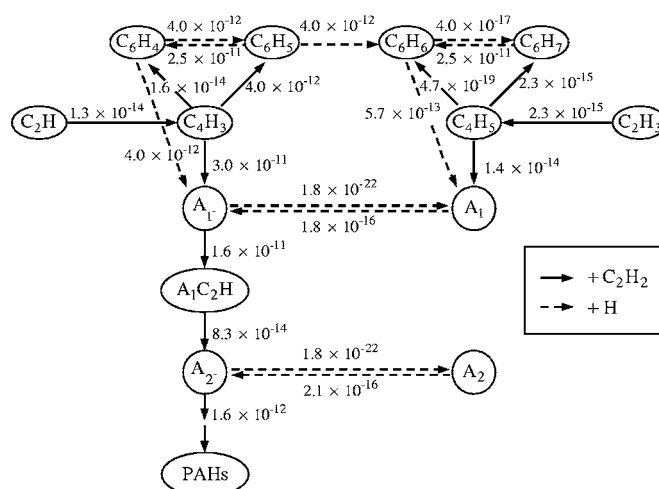 4.0 × 10-12
4.0 × 10-12
4.0 × 10-17
C6H4
C6H5
C6H6
C6H7
2.5 × 10-11
2.5 × 10-11
1.6 × 10-14
4.0 × 10-12
4.7 × 10-19
2.3 × 10-15
C2H
1.3 × 10-14
C4H3
5.7 × 10-13
C4H5
2.3 × 10-15
C2H3
4.0 × 10-12
3.0 × 10-11
1.4 × 10-14
A1-
1.8 × 10-22
1.8 × 10-16
A1
1.6 × 10-11
A1C2H
+ C2H2
+ H
8.3 × 10-14
A2-
1.8 × 10-22
2.1 × 10-16
A2
1.6 × 10-12
PAHs